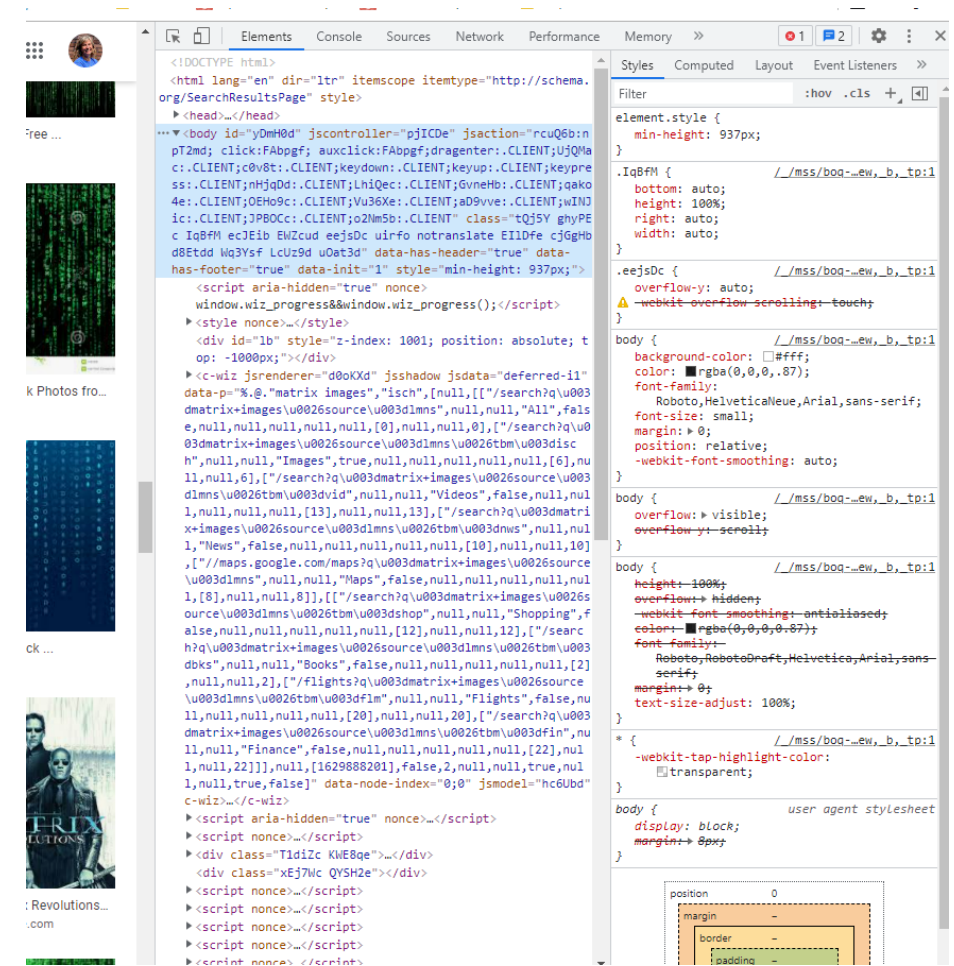 Elements Console Sources Network Performance Memory » 1 2
<!DOCTYPE html>
<html lang="en" dir="ltr" itemscope itemtype="http://schema.
org/SearchResultsPage" style>
<head>…</head>
<body id="yDmH0d" jscontroller="pjICDe" jsaction="rcuQ6b:n
pT2md; click:FAbpgf; auxclick:FAbpgf;dragenter:.CLIENT;UjQMa
c:.CLIENT;c0v8t:.CLIENT;keydown:.CLIENT;keyup:.CLIENT;keypre
ss:.CLIENT;nHjqDd:.CLIENT;LhiQec:.CLIENT;GvneHb:.CLIENT;qako
4e:.CLIENT;OEHo9c:.CLIENT;Vu36Xe:.CLIENT;aD9vve:.CLIENT;wINJ
ic:.CLIENT;JPBOCc:.CLIENT;o2Nm5b:.CLIENT" class="tQj5Y ghyPE
c IqBfM ecJEib EWZcud eejsDc uirfo notranslate EIlDfe cjGgHb
d8Etdd Wq3Ysf LcUz9d uOat3d" data-has-header="true" data-
has-footer="true" data-init="1" style="min-height: 937px;">
<script aria-hidden="true" nonce>
window.wiz_progress&&window.wiz_progress();</script>
<style nonce>…</style>
<div id="lb" style="z-index: 1001; position: absolute; t
op: -1000px;"></div>
<c-wiz jsrenderer="d0oKXd" jsshadow jsdata="deferred-i1"
data-p="%.@."matrix images","isch",[null,[["/search?q\u003
dmatrix+images\u0026source\u003dlmns",null,null,"All",fals
e,null,null,null,null,null,[0],null,null,0],["/search?q\u0
03dmatrix+images\u0026source\u003dlmns\u0026tbm\u003disc
h",null,null,"Images",true,null,null,null,null,null,[6],nu
ll,null,6],["/search?q\u003dmatrix+images\u0026source\u003
dlmns\u0026tbm\u003dvid",null,null,"Videos",false,null,nul
l,null,null,null,[13],null,null,13],["/search?q\u003dmatri
x+images\u0026source\u003dlmns\u0026tbm\u003dnws",null,nul
l,"News",false,null,null,null,null,null,[10],null,null,10]
,["//maps.google.com/maps?q\u003dmatrix+images\u0026source
\u003dlmns",null,null,"Maps",false,null,null,null,null,nul
l,[8],null,null,8]],[["/search?q\u003dmatrix+images\u0026s
ource\u003dlmns\u0026tbm\u003dshop",null,null,"Shopping",f
alse,null,null,null,null,null,[12],null,null,12],["/searc
h?q\u003dmatrix+images\u0026source\u003dlmns\u0026tbm\u003
dbks",null,null,"Books",false,null,null,null,null,null,[2]
,null,null,2],["/flights?q\u003dmatrix+images\u0026source
\u003dlmns\u0026tbm\u003dflm",null,null,"Flights",false,nu
ll,null,null,null,null,[20],null,null,20],["/search?q\u003
dmatrix+images\u0026source\u003dlmns\u0026tbm\u003dfin",nu
ll,null,"Finance",false,null,null,null,null,null,[22],nul
l,null,22]]],null,[1629888201],false,2,null,null,true,nul
l,null,true,false]" data-node-index="0;0" jsmodel="hc6Ubd"
c-wiz>…</c-wiz>
<script aria-hidden="true" nonce>…</script>
<script nonce>…</script>
<div class="T1diZc KWE8qe">…</div>
<div class="xEj7Wc QYSH2e"></div>
<script nonce>…</script>
<script nonce>…</script>
<script nonce>…</script>
<script nonce>…</script>
<script nonce>…</script>
Styles Computed Layout Event Listeners »
Filter :hov .cls +
element.style {
min-height: 937px;
}
.IqBfM { /_/mss/boq-…ew,_b,_tp:1
bottom: auto;
height: 100%;
right: auto;
width: auto;
}
.eejsDc { /_/mss/boq-…ew,_b,_tp:1
overflow-y: auto;
-webkit-overflow-scrolling: touch;
}
body { /_/mss/boq-…ew,_b,_tp:1
background-color: #fff;
color: rgba(0,0,0,.87);
font-family:
Roboto,HelveticaNeue,Arial,sans-serif;
font-size: small;
margin: 0;
position: relative;
-webkit-font-smoothing: auto;
}
body { /_/mss/boq-…ew,_b,_tp:1
overflow: visible;
overflow-y: scroll;
}
body { /_/mss/boq-…ew,_b,_tp:1
height: 100%;
overflow: hidden;
-webkit-font-smoothing: antialiased;
color: rgba(0,0,0,0.87);
font-family:
Roboto,RobotoDraft,Helvetica,Arial,sans-
serif;
margin: 0;
text-size-adjust: 100%;
}
* { /_/mss/boq-…ew,_b,_tp:1
-webkit-tap-highlight-color:
transparent;
}
body { user agent stylesheet
display: block;
margin: 8px;
}
position 0
margin –
border –
padding –
Free ...
k Photos fro...
ck ...
TRIX
LUTIONS
: Revolutions...
.com